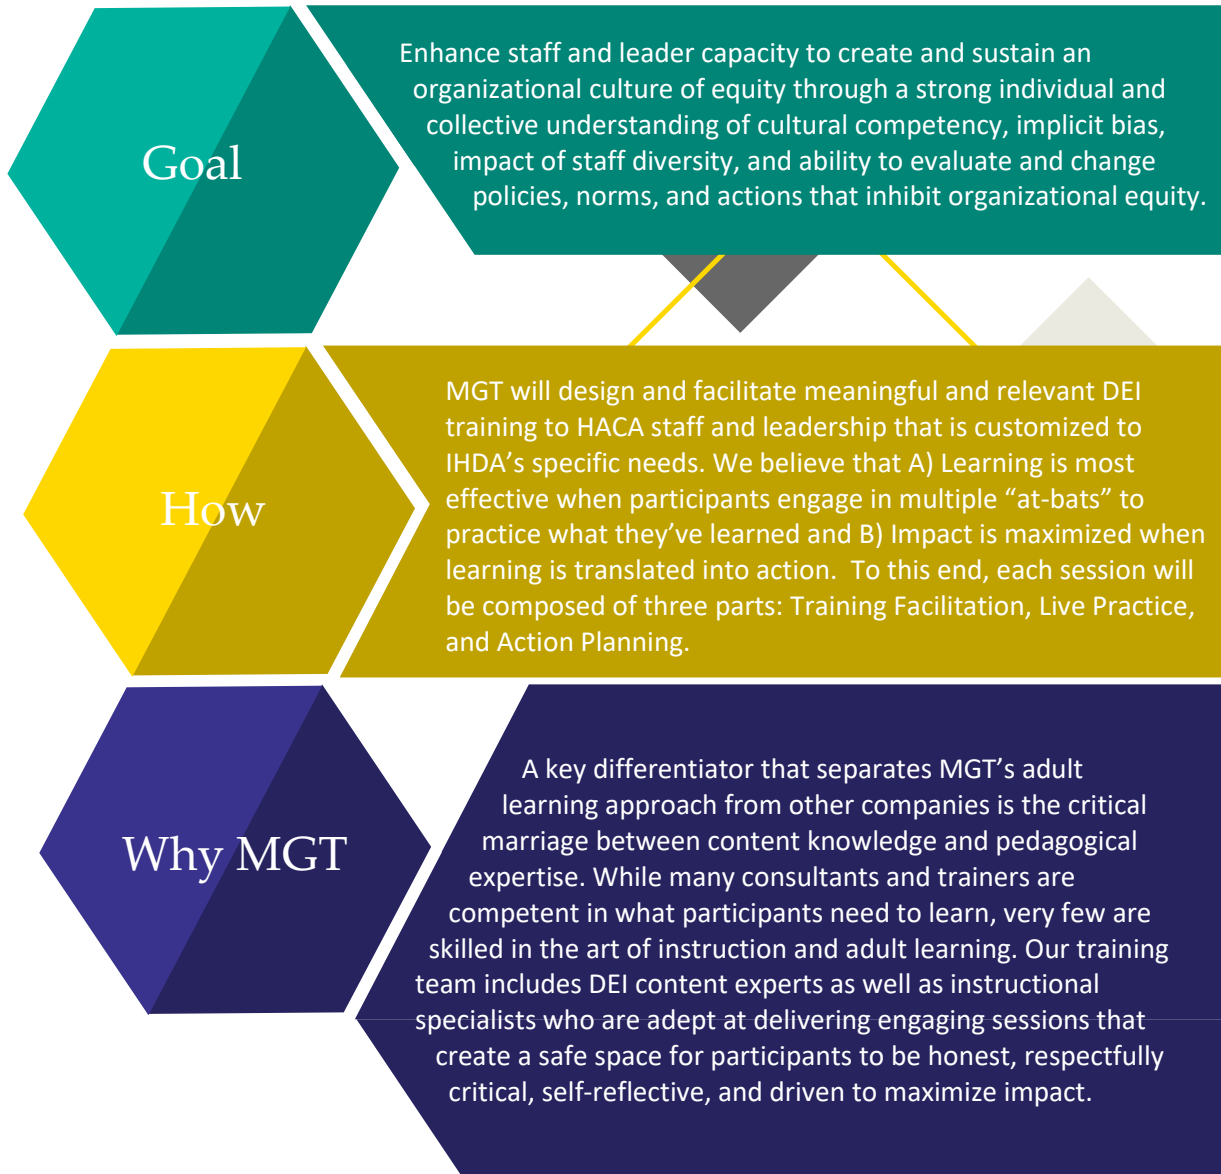 Goal
Enhance staff and leader capacity to create and sustain an
organizational culture of equity through a strong individual and
collective understanding of cultural competency, implicit bias,
impact of staff diversity, and ability to evaluate and change
policies, norms, and actions that inhibit organizational equity.
How
MGT will design and facilitate meaningful and relevant DEI
training to HACA staff and leadership that is customized to
IHDA’s specific needs. We believe that A) Learning is most
effective when participants engage in multiple “at-bats” to
practice what they’ve learned and B) Impact is maximized when
learning is translated into action.  To this end, each session will
be composed of three parts: Training Facilitation, Live Practice,
and Action Planning.
Why MGT
A key differentiator that separates MGT’s adult
learning approach from other companies is the critical
marriage between content knowledge and pedagogical
expertise. While many consultants and trainers are
competent in what participants need to learn, very few are
skilled in the art of instruction and adult learning. Our training
team includes DEI content experts as well as instructional
specialists who are adept at delivering engaging sessions that
create a safe space for participants to be honest, respectfully
critical, self-reflective, and driven to maximize impact.